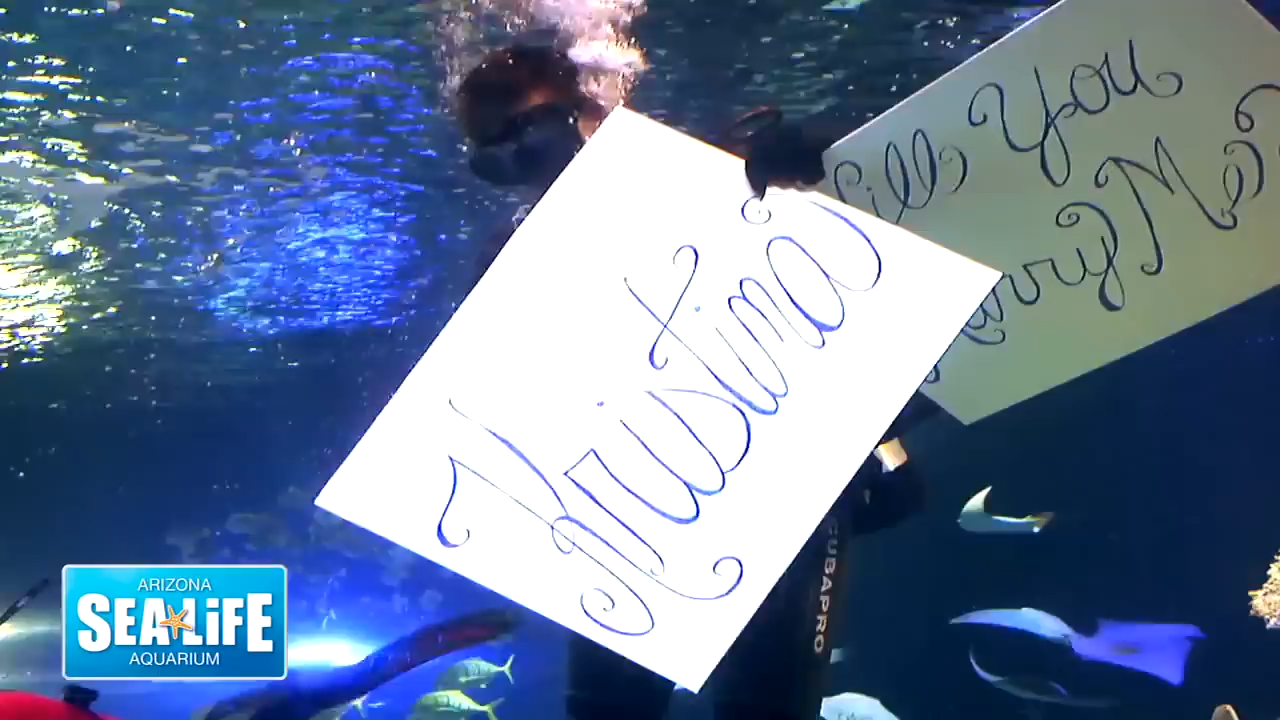 Kristina
Will You
Marry Me?
SCUBAPRO
ARIZONA
SEA LiFE
AQUARIUM